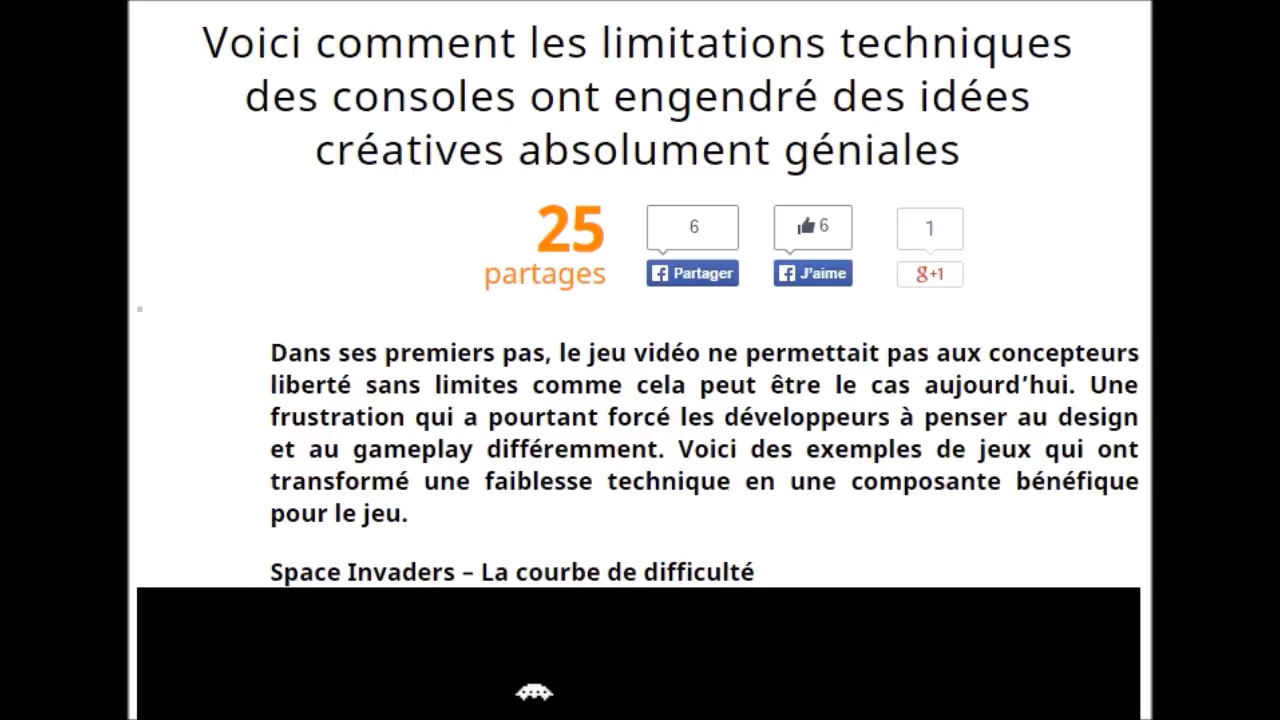 Voici comment les limitations techniques
des consoles ont engendré des idées
créatives absolument géniales
25
partages
6
Partager
6
J'aime
1
g+1
Dans ses premiers pas, le jeu vidéo ne permettait pas aux concepteurs
liberté sans limites comme cela peut être le cas aujourd’hui. Une
frustration qui a pourtant forcé les développeurs à penser au design
et au gameplay différemment. Voici des exemples de jeux qui ont
transformé une faiblesse technique en une composante bénéfique
pour le jeu.
Space Invaders – La courbe de difficulté